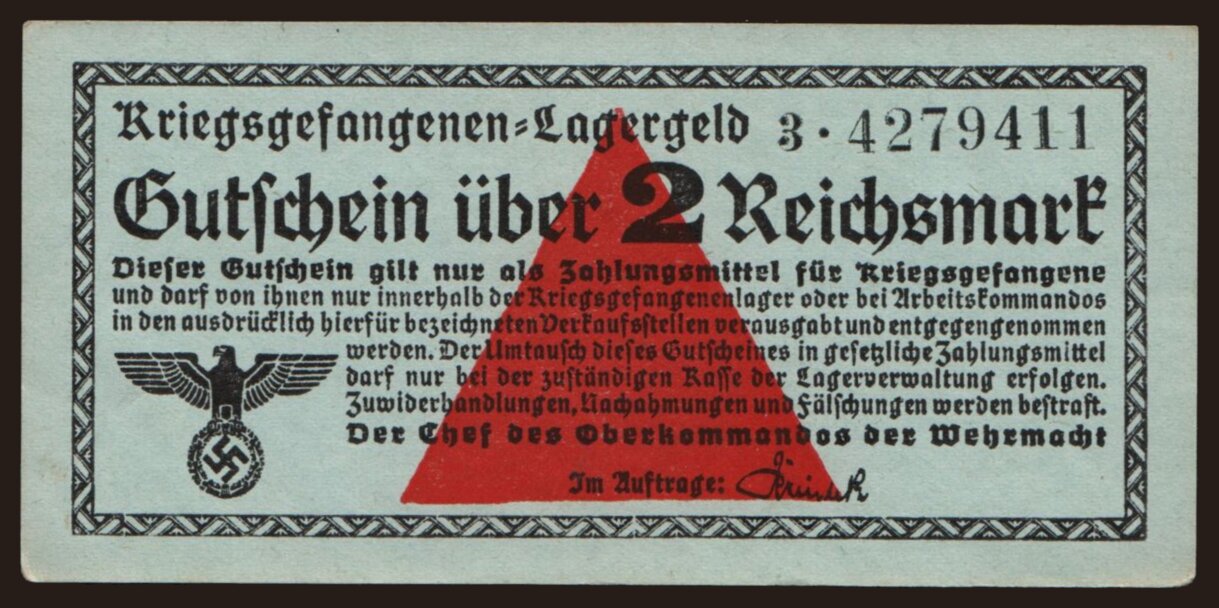 Kriegsgefangenen-Lagergeld 3·4279411
Gutschein über 2 Reichsmark
Dieser Gutschein gilt nur als Zahlungsmittel für Kriegsgefangene
und darf von ihnen nur innerhalb der Kriegsgefangenenlager oder bei Arbeitskommandos
in den ausdrücklich hierfür bezeichneten Verkaufsstellen verausgabt und entgegengenommen
werden. Der Umtausch dieses Gutscheines in gesetzliche Zahlungsmittel
darf nur bei der zuständigen Kasse der Lagerverwaltung erfolgen.
Zuwiderhandlungen, Nachahmungen und Fälschungen werden bestraft.
Der Chef des Oberkommandos der Wehrmacht
Im Auftrage: